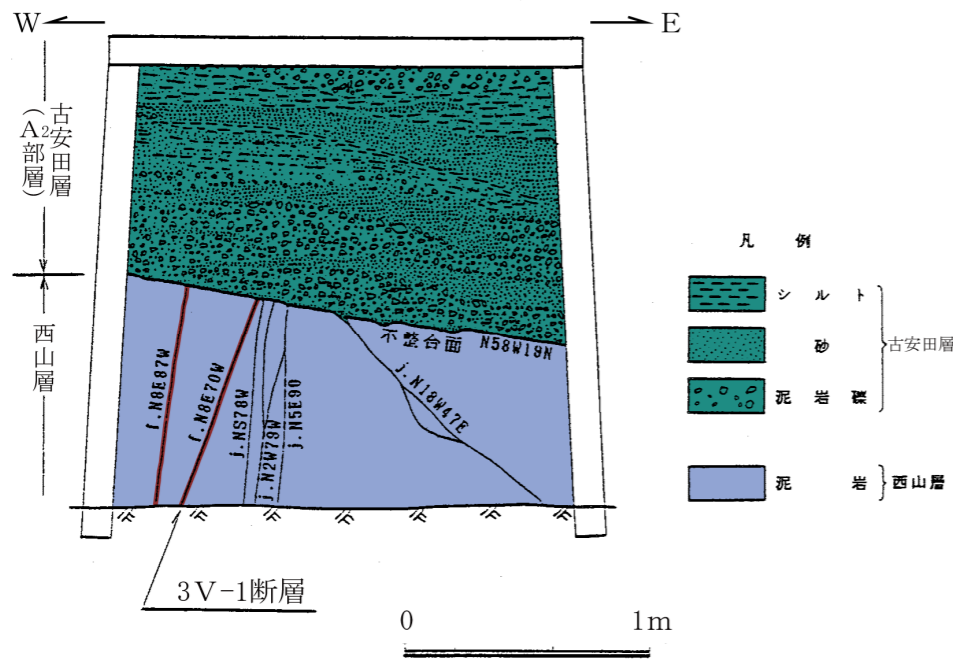 W
E
古安田層
(A2部層)
西山層
不整合面 N58W19N
f.N8E87W
f.N8E70W
j.NS78W
j.N2W79W
j.N5E90
j.N18W47E
3V-1断層
0 1m
凡例
シルト
砂
泥岩礫
古安田層
泥岩
西山層